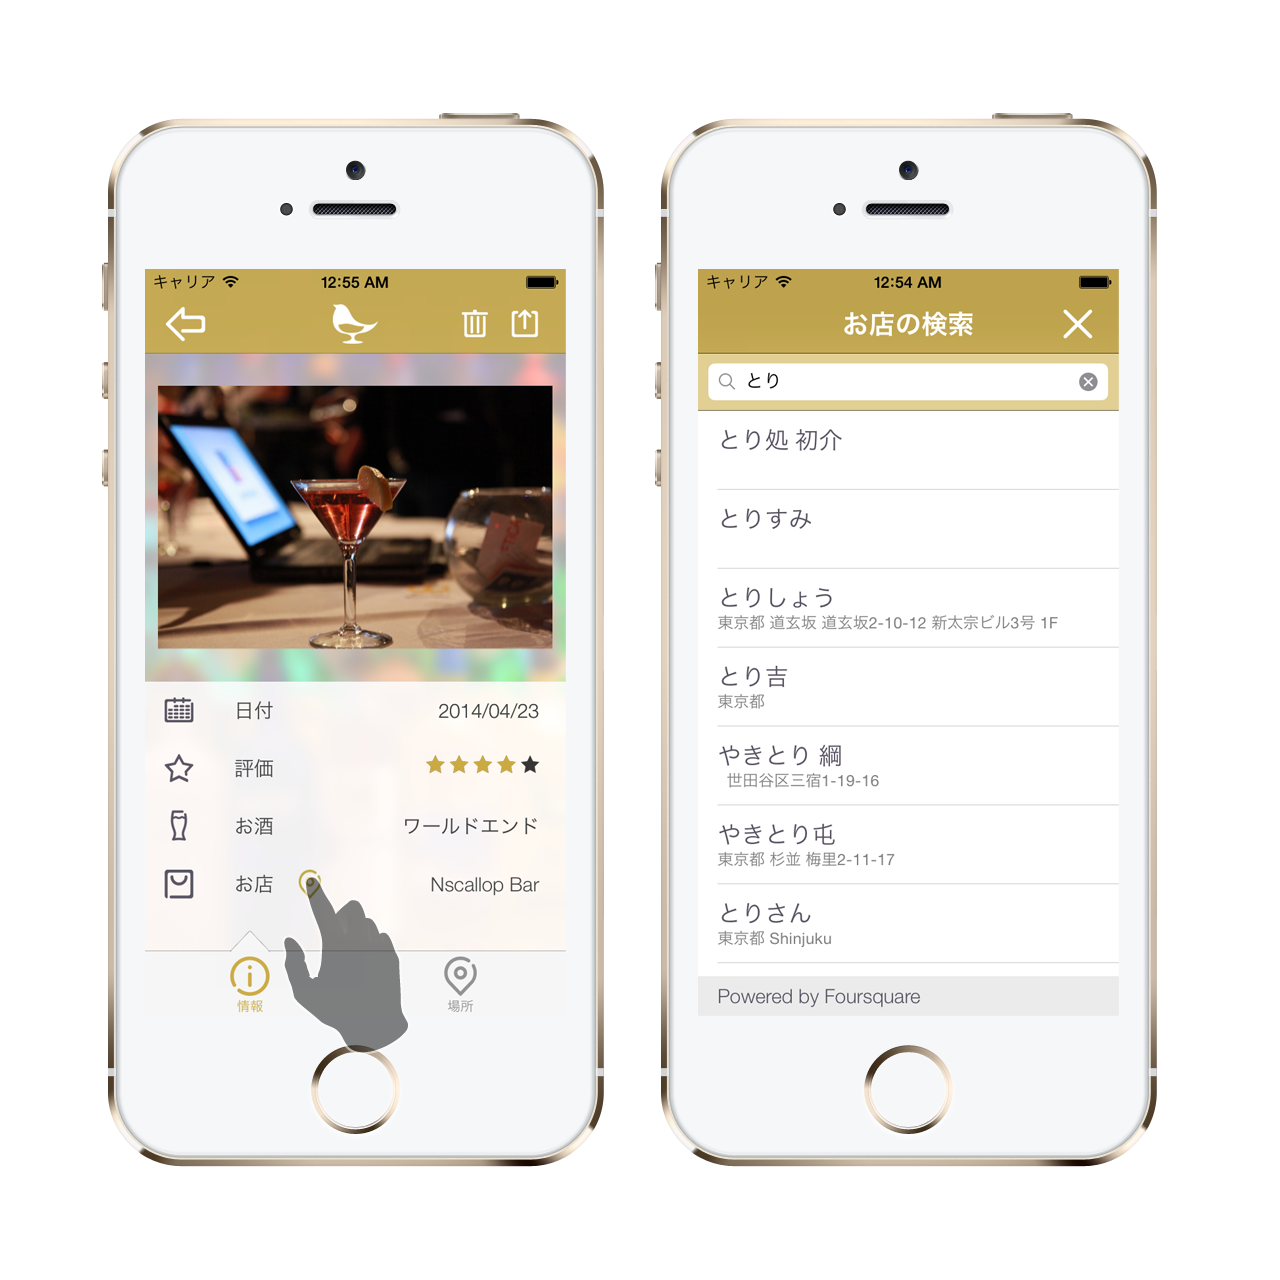 キャリア 12:55 AM
日付 2014/04/23
評価
お酒 ワールドエンド
お店 Nscallop Bar
情報 場所
キャリア 12:54 AM
お店の検索
とり
とり処 初介
とりすみ
とりしょう
東京都 道玄坂 道玄坂2-10-12 新太宗ビル3号 1F
とり吉
東京都
やきとり 綱
世田谷区三宿1-19-16
やきとり屯
東京都 杉並 梅里2-11-17
とりさん
東京都 Shinjuku
Powered by Foursquare